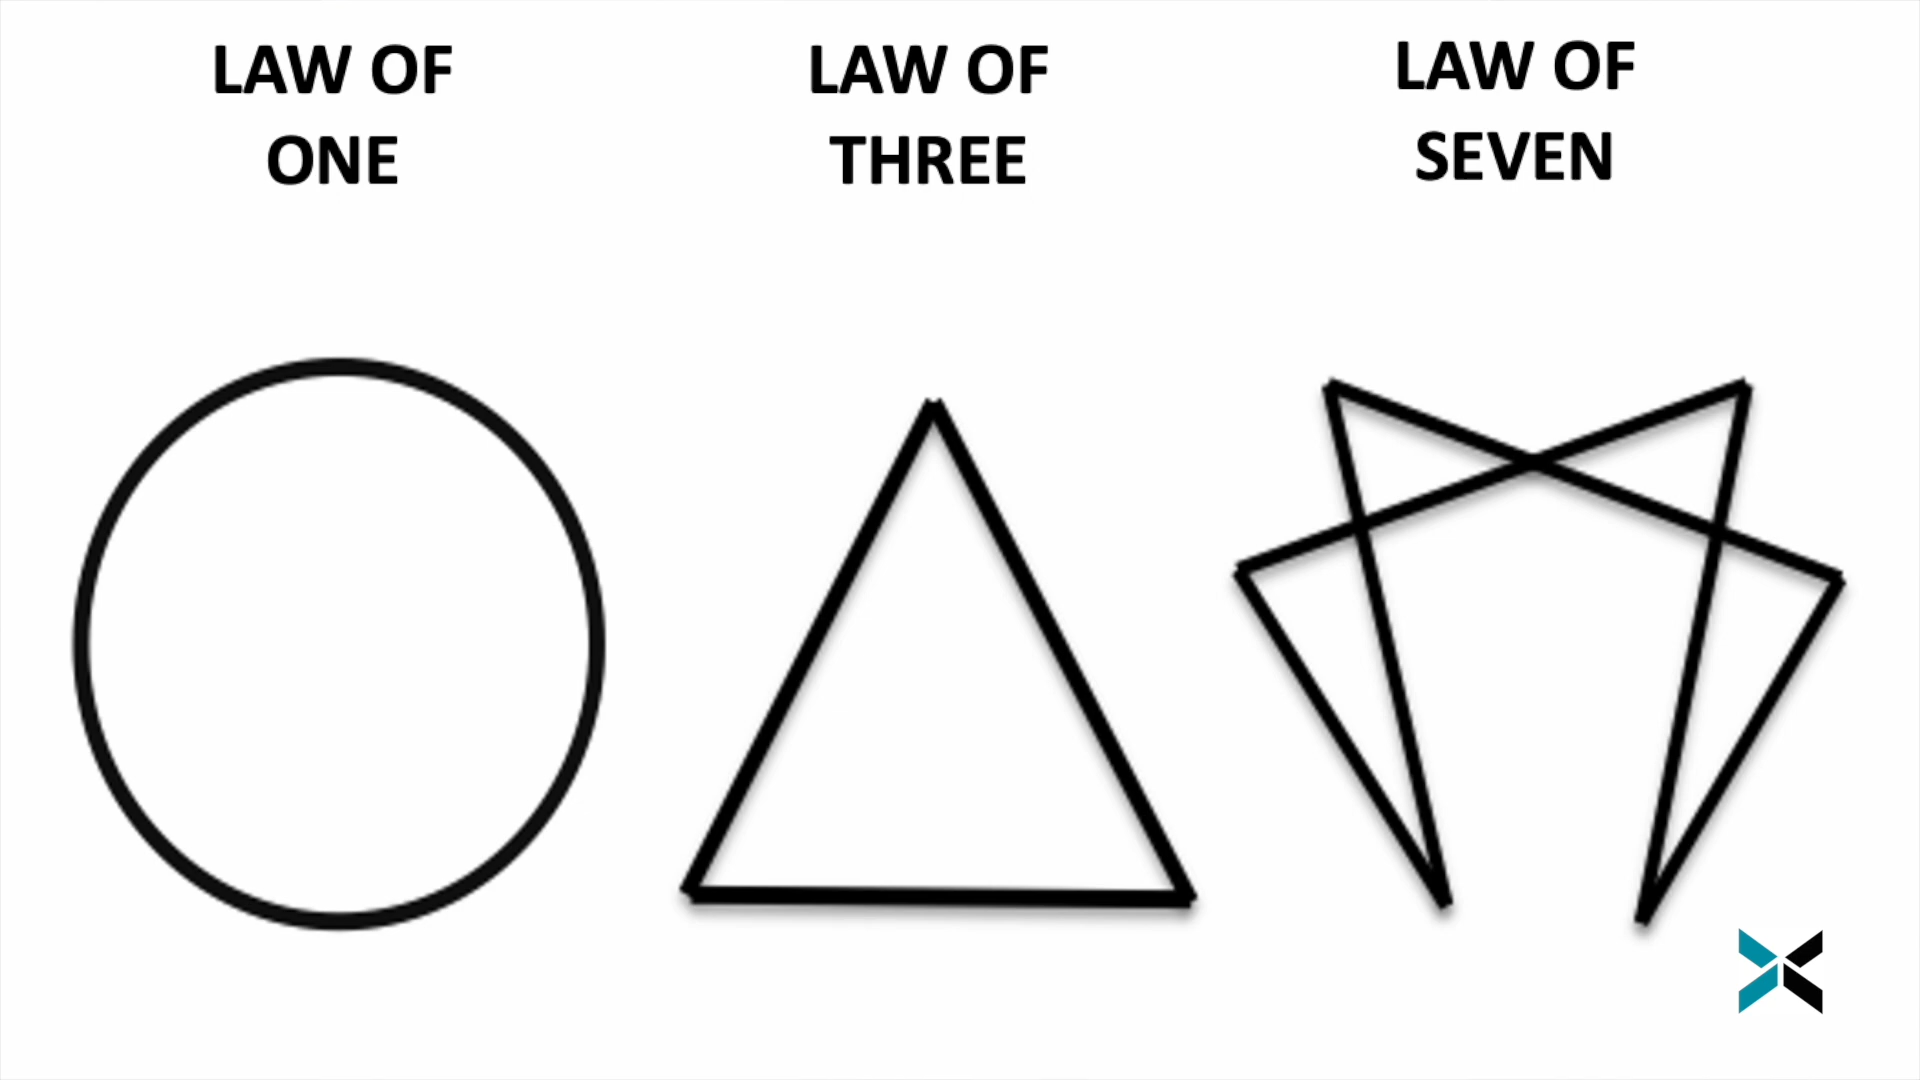 LAW OF
ONE
LAW OF
THREE
LAW OF
SEVEN